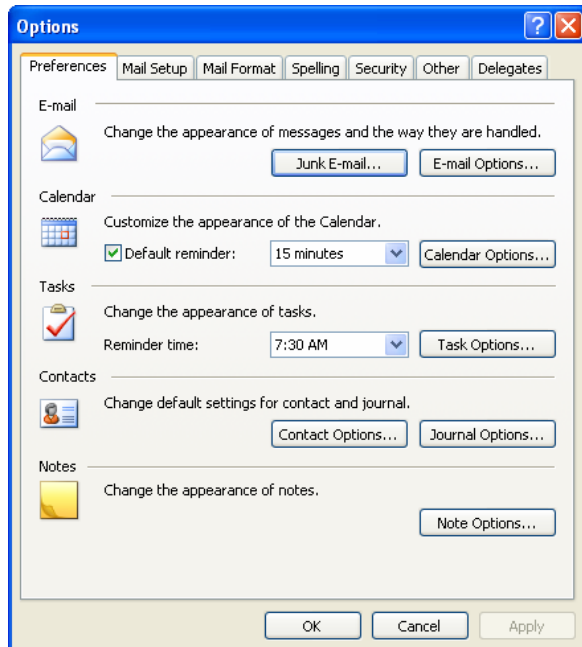 Options
Preferences Mail Setup Mail Format Spelling Security Other Delegates
E-mail
Change the appearance of messages and the way they are handled.
Junk E-mail... E-mail Options...
Calendar
Customize the appearance of the Calendar.
Default reminder: 15 minutes Calendar Options...
Tasks
Change the appearance of tasks.
Reminder time: 7:30 AM Task Options...
Contacts
Change default settings for contact and journal.
Contact Options... Journal Options...
Notes
Change the appearance of notes.
Note Options...
OK Cancel Apply